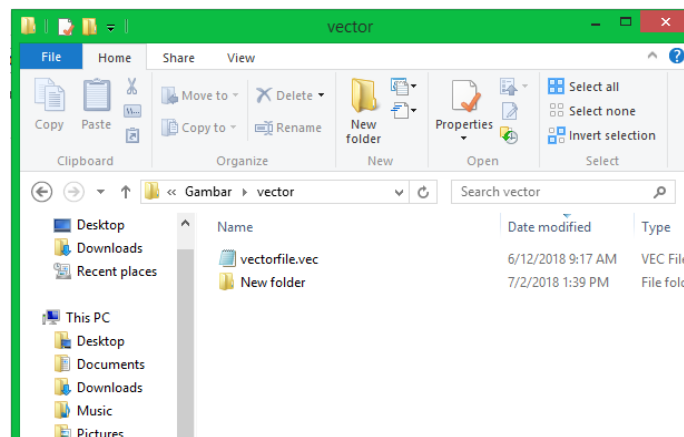 vector
File Home Share View
Copy Paste Move to Copy to Delete Rename New folder Properties Select all Select none Invert selection
Clipboard Organize New Open Select
« Gambar vector Search vector
Name Date modified Type
vectorfile.vec 6/12/2018 9:17 AM VEC File
New folder 7/2/2018 1:39 PM File fold
Desktop
Downloads
Recent places
This PC
Desktop
Documents
Downloads
Music
Pictures